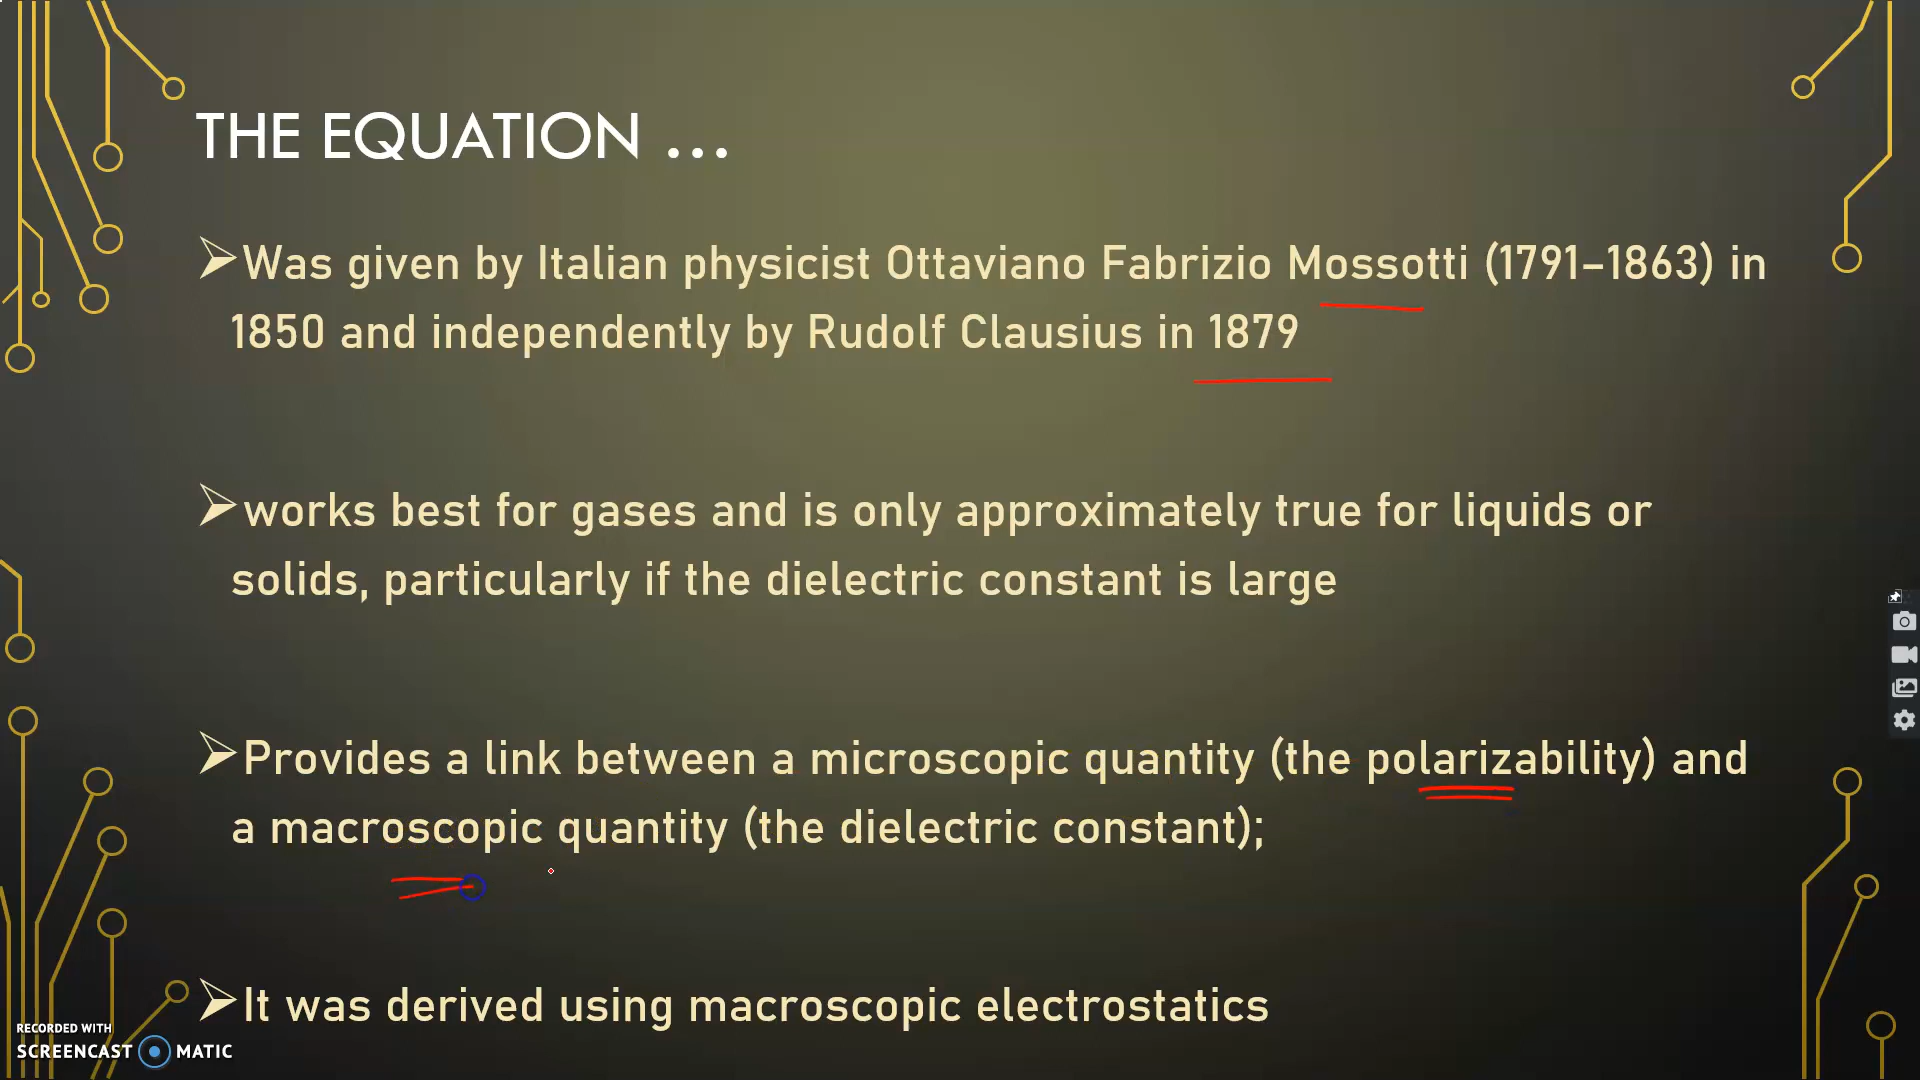 THE EQUATION ...
Was given by Italian physicist Ottaviano Fabrizio Mossotti (1791–1863) in
1850 and independently by Rudolf Clausius in 1879
works best for gases and is only approximately true for liquids or
solids, particularly if the dielectric constant is large
Provides a link between a microscopic quantity (the polarizability) and
a macroscopic quantity (the dielectric constant);
It was derived using macroscopic electrostatics
RECORDED WITH
SCREENCAST MATIC